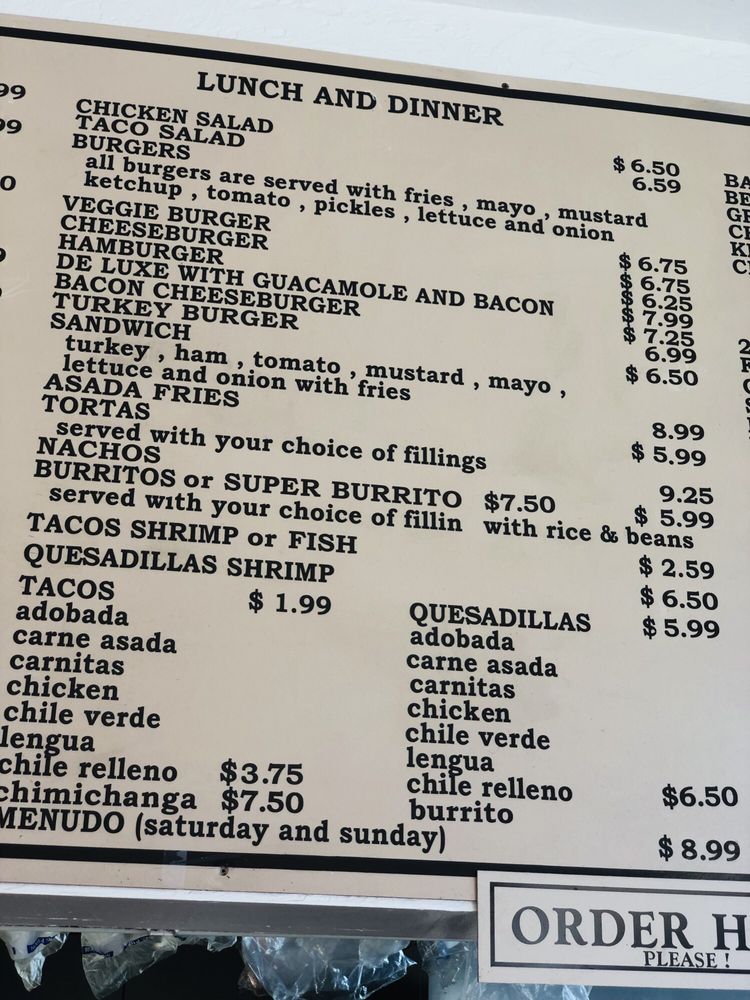 LUNCH AND DINNER
CHICKEN SALAD $6.50
TACO SALAD 6.59
BURGERS
all burgers are served with fries , mayo , mustard
ketchup , tomato , pickles , lettuce and onion
VEGGIE BURGER $ 6.75
CHEESEBURGER $ 6.75
HAMBURGER $ 6.25
DE LUXE WITH GUACAMOLE AND BACON $ 7.99
BACON CHEESEBURGER $ 7.25
TURKEY BURGER 6.99
SANDWICH $ 6.50
turkey , ham , tomato , mustard , mayo ,
lettuce and onion with fries
ASADA FRIES 8.99
TORTAS $ 5.99
served with your choice of fillings
NACHOS 9.25
BURRITOS or SUPER BURRITO $7.50 $ 5.99
served with your choice of fillin with rice & beans
TACOS SHRIMP or FISH $ 2.59
QUESADILLAS SHRIMP $ 6.50
TACOS $ 1.99
adobada
carne asada
carnitas
chicken
chile verde
lengua
chile relleno $3.75
chimichanga $7.50
QUESADILLAS $ 5.99
adobada
carne asada
carnitas
chicken
chile verde
lengua
chile relleno
burrito $6.50
MENUDO (saturday and sunday) $ 8.99
ORDER H
PLEASE !